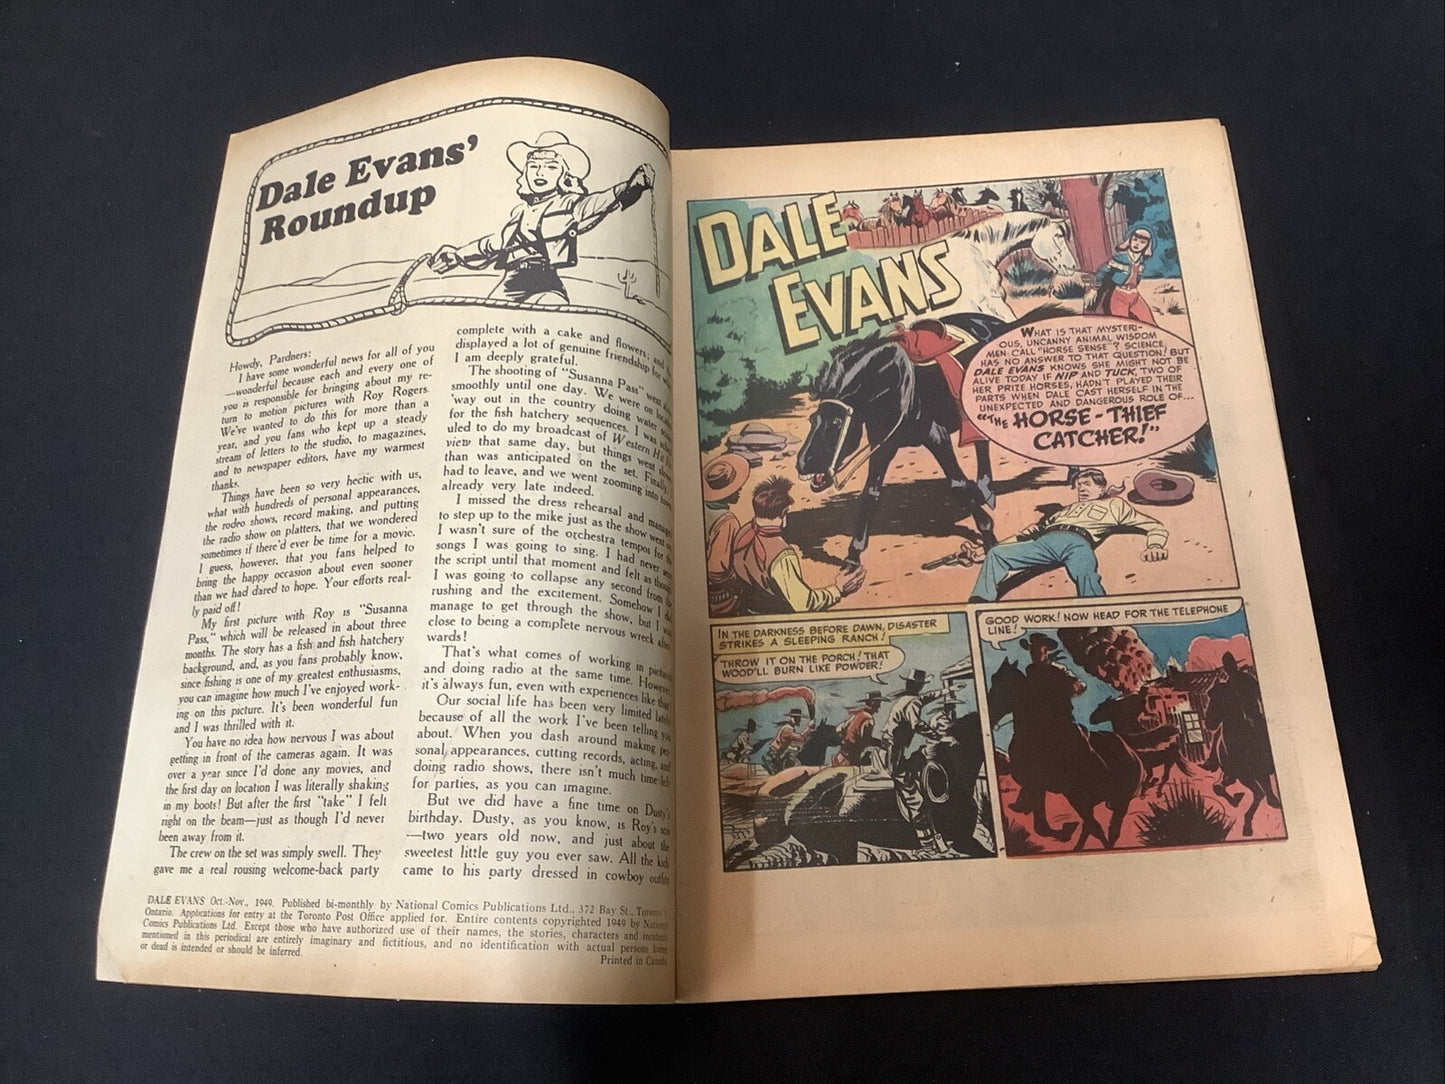 Dale Evans'
Roundup
Howdy, Pardners:
I have some wonderful news for all of you
—wonderful because each and every one of
you is responsible for bringing about my re-
turn to motion pictures with Roy Rogers.
We've wanted to do this for more than a
year, and you fans who kept up a steady
stream of letters to the studio, to magazines,
and to newspaper editors, have my warmest
thanks.
Things have been so very hectic with us,
what with hundreds of personal appearances,
the rodeo shows, record making, and putting
the radio show on platters, that we wondered
sometimes if there'd ever be time for a movie.
I guess, however, that you fans helped to
bring the happy occasion about even sooner
than we had dared to hope. Your efforts real-
ly paid off!
My first picture with Roy is "Susanna
Pass," which will be released in about three
months. The story has a fish and fish hatchery
background, and, as you fans probably know,
since fishing is one of my greatest enthusiasms,
you can imagine how much I've enjoyed work-
ing on this picture. It's been wonderful fun
and I was thrilled with it.
You have no idea how nervous I was about
getting in front of the cameras again. It was
over a year since I'd done any movies, and
the first day on location I was literally shaking
in my boots! But after the first "take" I felt
right on the beam—just as though I'd never
been away from it.
The crew on the set was simply swell. They
gave me a real rousing welcome-back party
complete with a cake and flowers; and
displayed a lot of genuine friendship for
I am deeply grateful.
The shooting of "Susanna Pass" went
smoothly until one day. We were on
'way out in the country doing water
for the fish hatchery sequences. I was
uled to do my broadcast of Western
view that same day, but things went
than was anticipated on the set. Finally,
had to leave, and we went zooming into
already very late indeed.
I missed the dress rehearsal and managed
to step up to the mike just as the show went on.
I wasn't sure of the orchestra tempos for the
songs I was going to sing. I had never seen
the script until that moment and felt as though
I was going to collapse any second from the
rushing and the excitement. Somehow I did
manage to get through the show, but I was
close to being a complete nervous wreck after
wards!
That's what comes of working in pictures
and doing radio at the same time. However,
it's always fun, even with experiences like that.
Our social life has been very limited lately
because of all the work I've been telling you
about. When you dash around making per-
sonal appearances, cutting records, acting, and
doing radio shows, there isn't much time left
for parties, as you can imagine.
But we did have a fine time on Dusty's
birthday. Dusty, as you know, is Roy's son
—two years old now, and just about the
sweetest little guy you ever saw. All the kids
came to his party dressed in cowboy outfits
DALE EVANS Oct.-Nov., 1949. Published bi-monthly by National Comics Publications Ltd., 372 Bay St., Toronto
Ontario. Applications for entry at the Toronto Post Office applied for. Entire contents copyrighted 1949 by National
Comics Publications Ltd. Except those who have authorized use of their names, the stories, characters and incidents
mentioned in this periodical are entirely imaginary and fictitious, and no identification with actual persons living
or dead is intended or should be inferred.
Printed in Canada
DALE
EVANS
WHAT IS THAT MYSTERI-
OUS, UNCANNY ANIMAL WISDOM
MEN CALL "HORSE SENSE"? SCIENCE
HAS NO ANSWER TO THAT QUESTION! BUT
DALE EVANS KNOWS SHE MIGHT NOT BE
ALIVE TODAY IF NIP AND TUCK, TWO OF
HER PRIZE HORSES, HADN'T PLAYED THEIR
PARTS WHEN DALE CAST HERSELF IN THE
UNEXPECTED AND DANGEROUS ROLE OF...
"THE HORSE-THIEF
CATCHER!"
IN THE DARKNESS BEFORE DAWN, DISASTER
STRIKES A SLEEPING RANCH!
THROW IT ON THE PORCH! THAT
WOOD'LL BURN LIKE POWDER!
GOOD WORK! NOW HEAD FOR THE TELEPHONE
LINE!